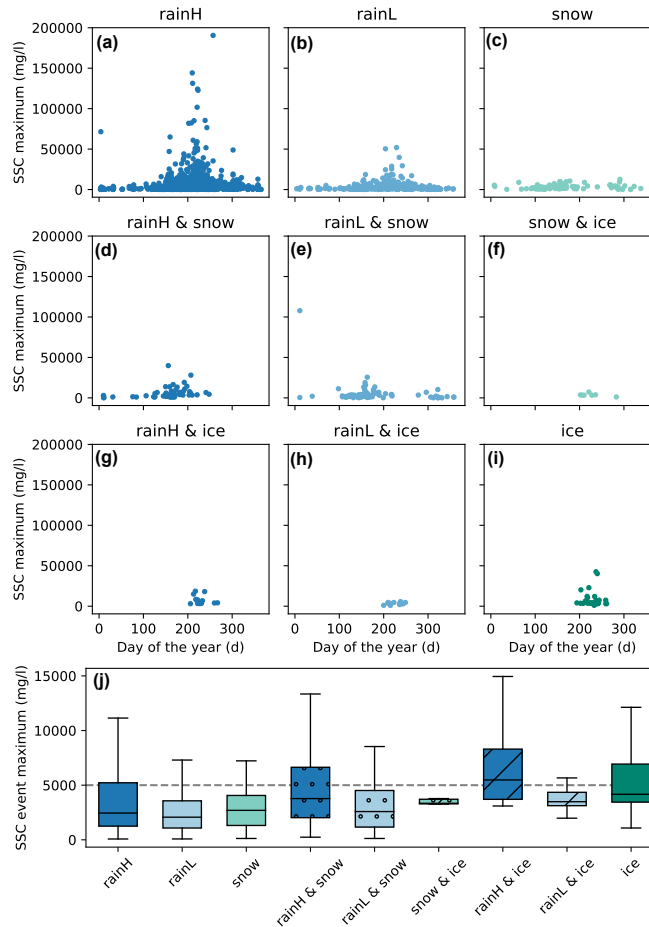 rainH
rainL
snow
(a)
(b)
(c)
SSC maximum (mg/l)
200000
150000
100000
50000
0
rainH & snow
rainL & snow
snow & ice
(d)
(e)
(f)
SSC maximum (mg/l)
200000
150000
100000
50000
0
rainH & ice
rainL & ice
ice
(g)
(h)
(i)
SSC maximum (mg/l)
200000
150000
100000
50000
0
0 100 200 300
0 100 200 300
0 100 200 300
Day of the year (d)
Day of the year (d)
Day of the year (d)
(j)
SSC event maximum (mg/l)
15000
10000
5000
0
rainH
rainL
snow
rainH & snow
rainL & snow
snow & ice
rainH & ice
rainL & ice
ice